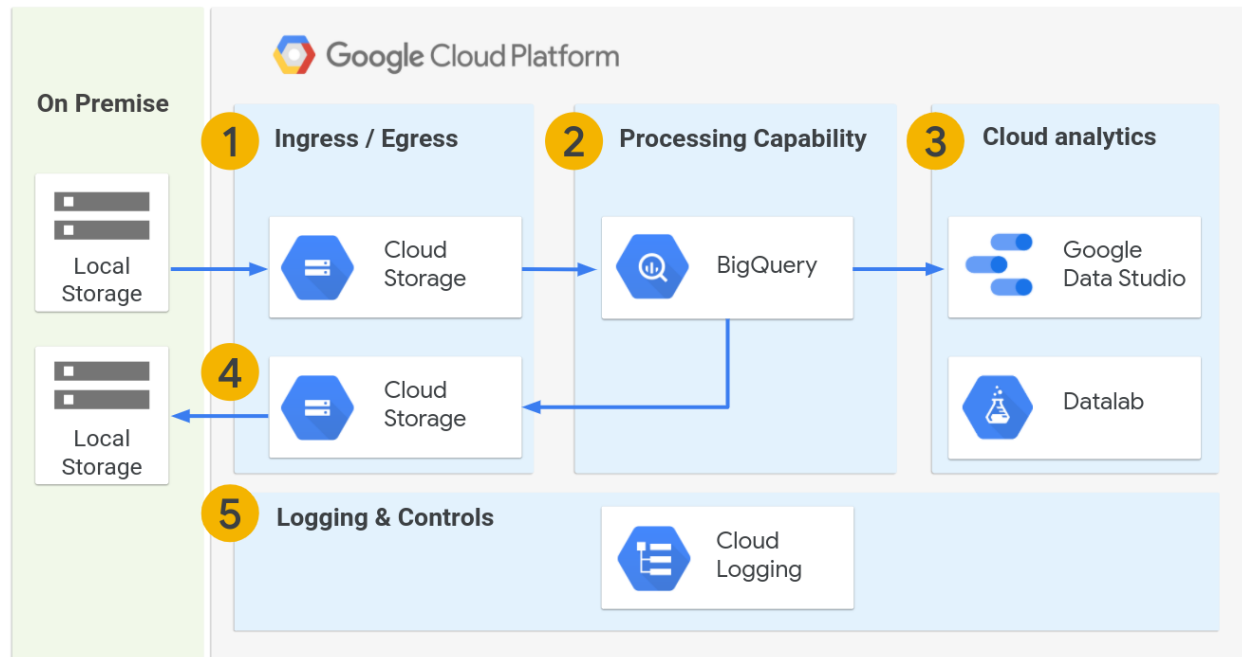 Google Cloud Platform
On Premise
1
Ingress / Egress
2
Processing Capability
3
Cloud analytics
Local
Storage
Cloud
Storage
BigQuery
Google
Data Studio
4
Local
Storage
Cloud
Storage
Datalab
5
Logging & Controls
Cloud
Logging